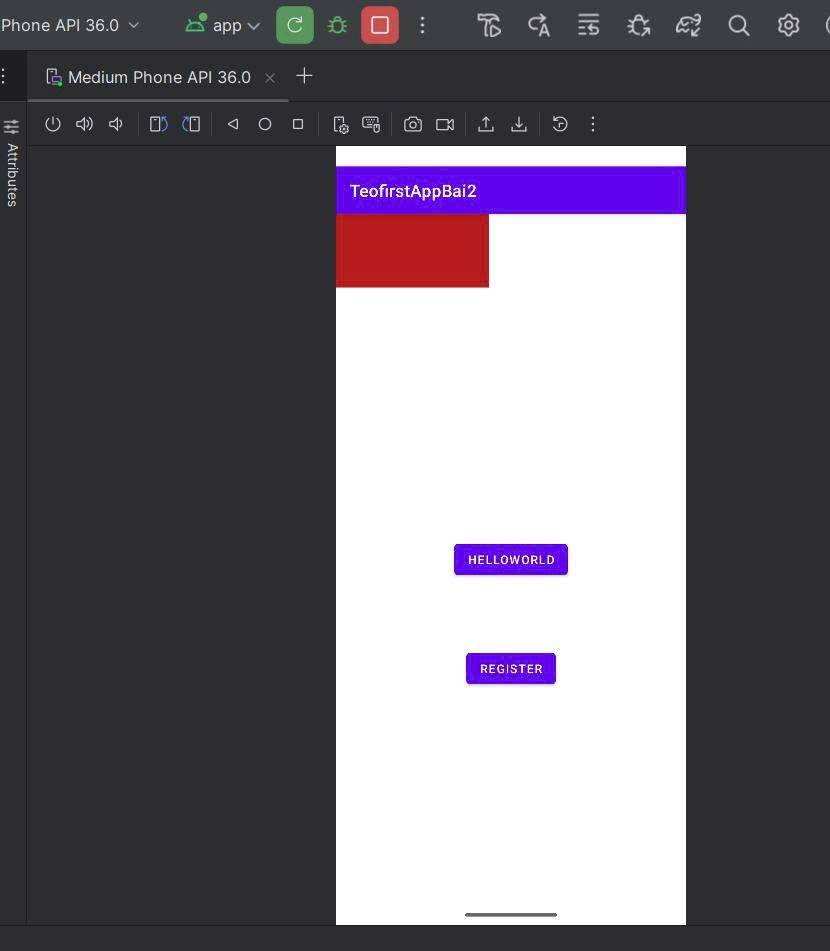 Phone API 36.0
app
Medium Phone API 36.0
Attributes
TeofirstAppBai2
HELLOWORLD
REGISTER